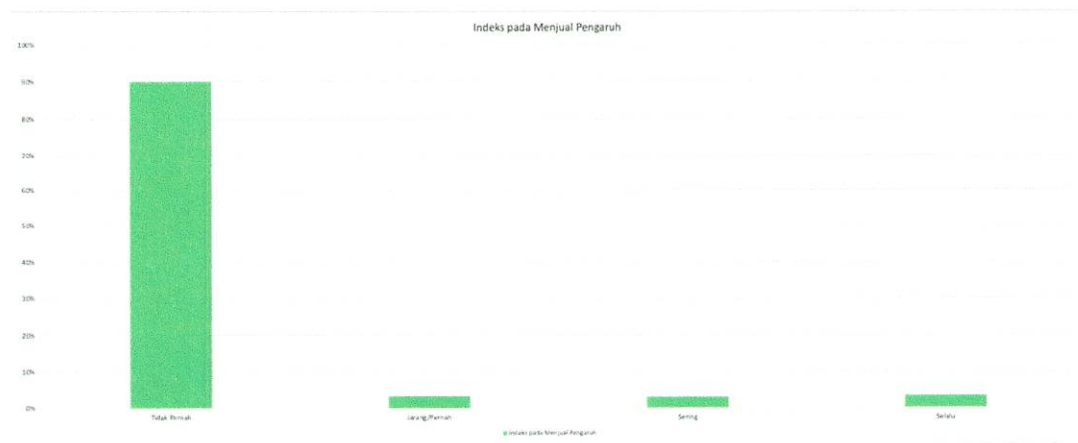 Indeks pada Menjual Pengaruh
100%
90%
80%
70%
60%
50%
40%
30%
20%
10%
0%
Tidak Pernah
Jarang/Pernah
Sering
Selalu
Indeks pada Menjual Pengaruh